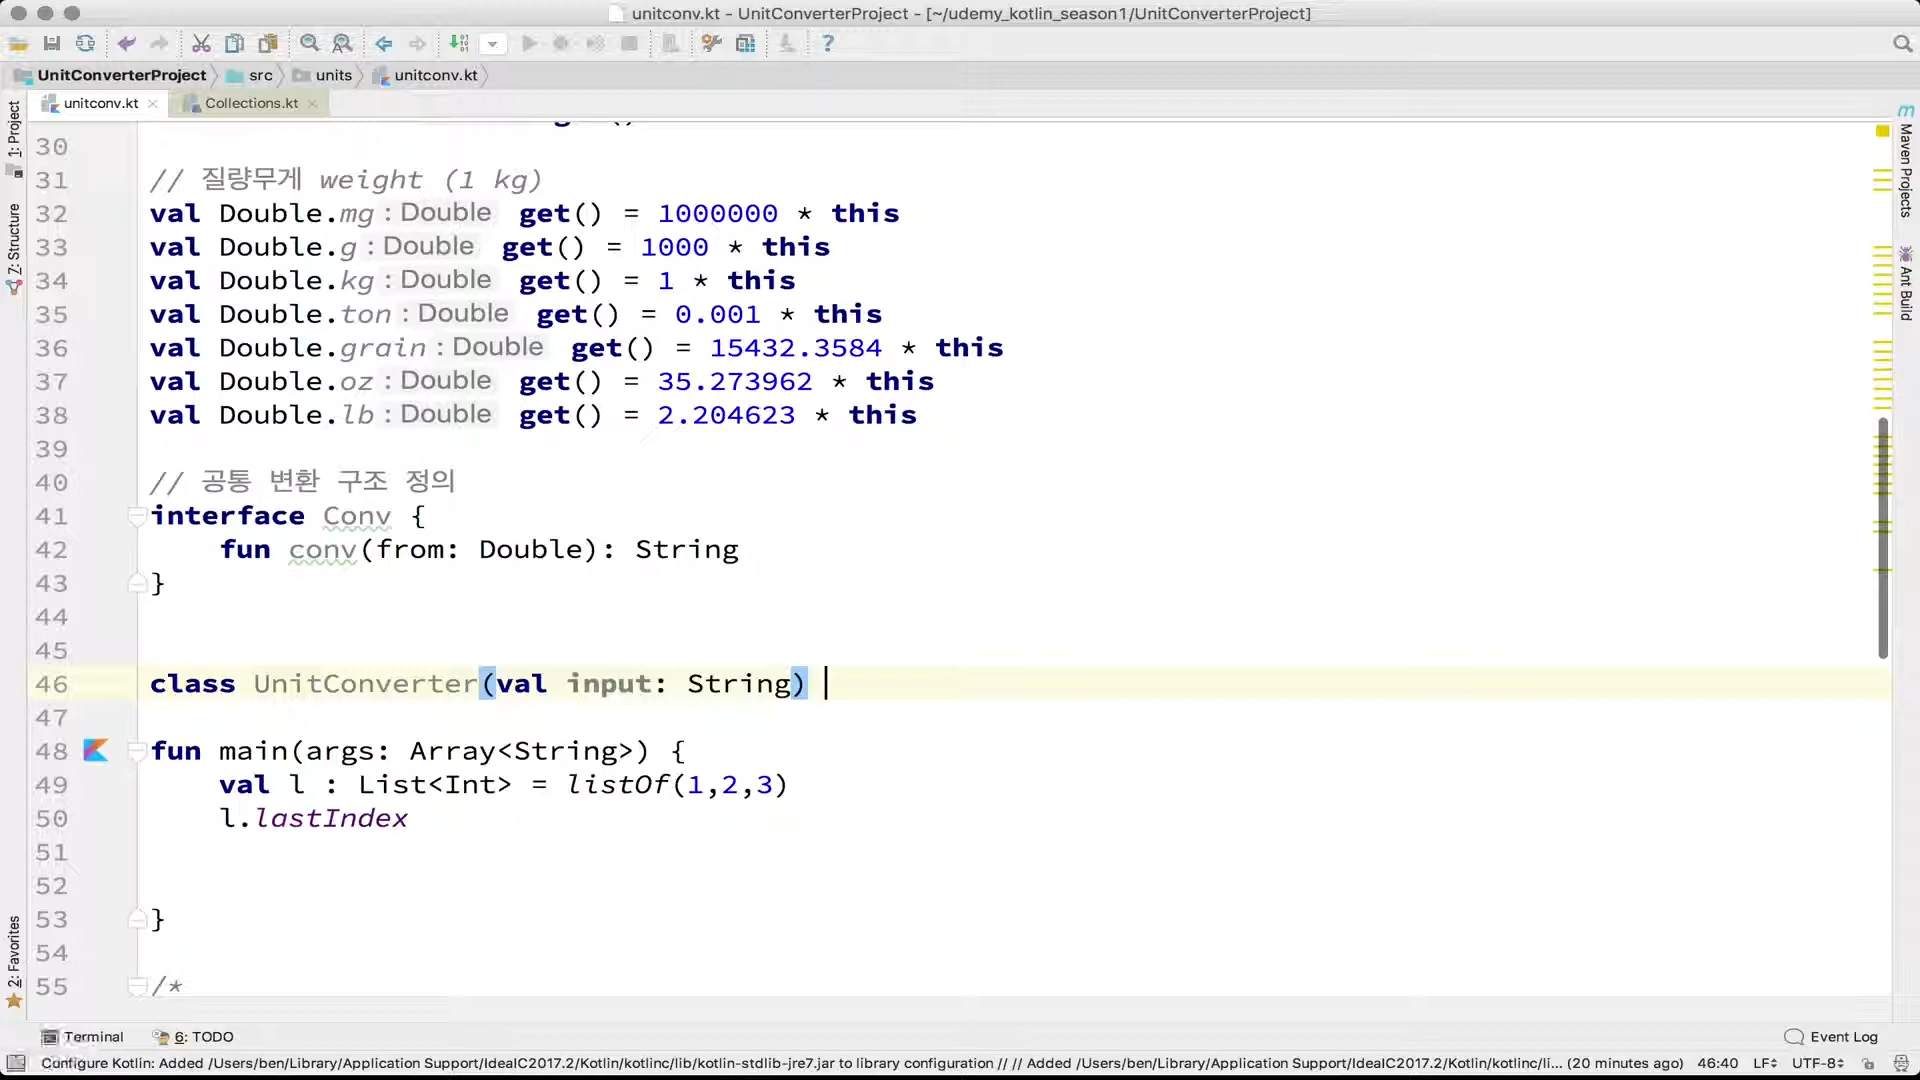 unitconv.kt - UnitConverterProject - [~/udemy_kotlin_season1/UnitConverterProject]
UnitConverterProject src units unitconv.kt
unitconv.kt Collections.kt
1: Project
7: Structure
2: Favorites
Maven Projects
Ant Build
30
31 // 질량무게 weight (1 kg)
32 val Double.mg : Double get() = 1000000 * this
33 val Double.g : Double get() = 1000 * this
34 val Double.kg : Double get() = 1 * this
35 val Double.ton : Double get() = 0.001 * this
36 val Double.grain : Double get() = 15432.3584 * this
37 val Double.oz : Double get() = 35.273962 * this
38 val Double.lb : Double get() = 2.204623 * this
39
40 // 공통 변환 구조 정의
41 interface Conv {
42 fun conv(from: Double): String
43 }
44
45
46 class UnitConverter(val input: String)
47
48 fun main(args: Array<String>) {
49 val l : List<Int> = listOf(1,2,3)
50 l.lastIndex
51
52
53 }
54
55 /*
Terminal 6: TODO Event Log
Configure Kotlin: Added /Users/ben/Library/Application Support/IdeaIC2017.2/Kotlin/kotlinc/lib/kotlin-stdlib-jre7.jar to library configuration // // Added /Users/ben/Library/Application Support/IdeaIC2017.2/Kotlin/kotlinc/li... (20 minutes ago) 46:40 LF UTF-8